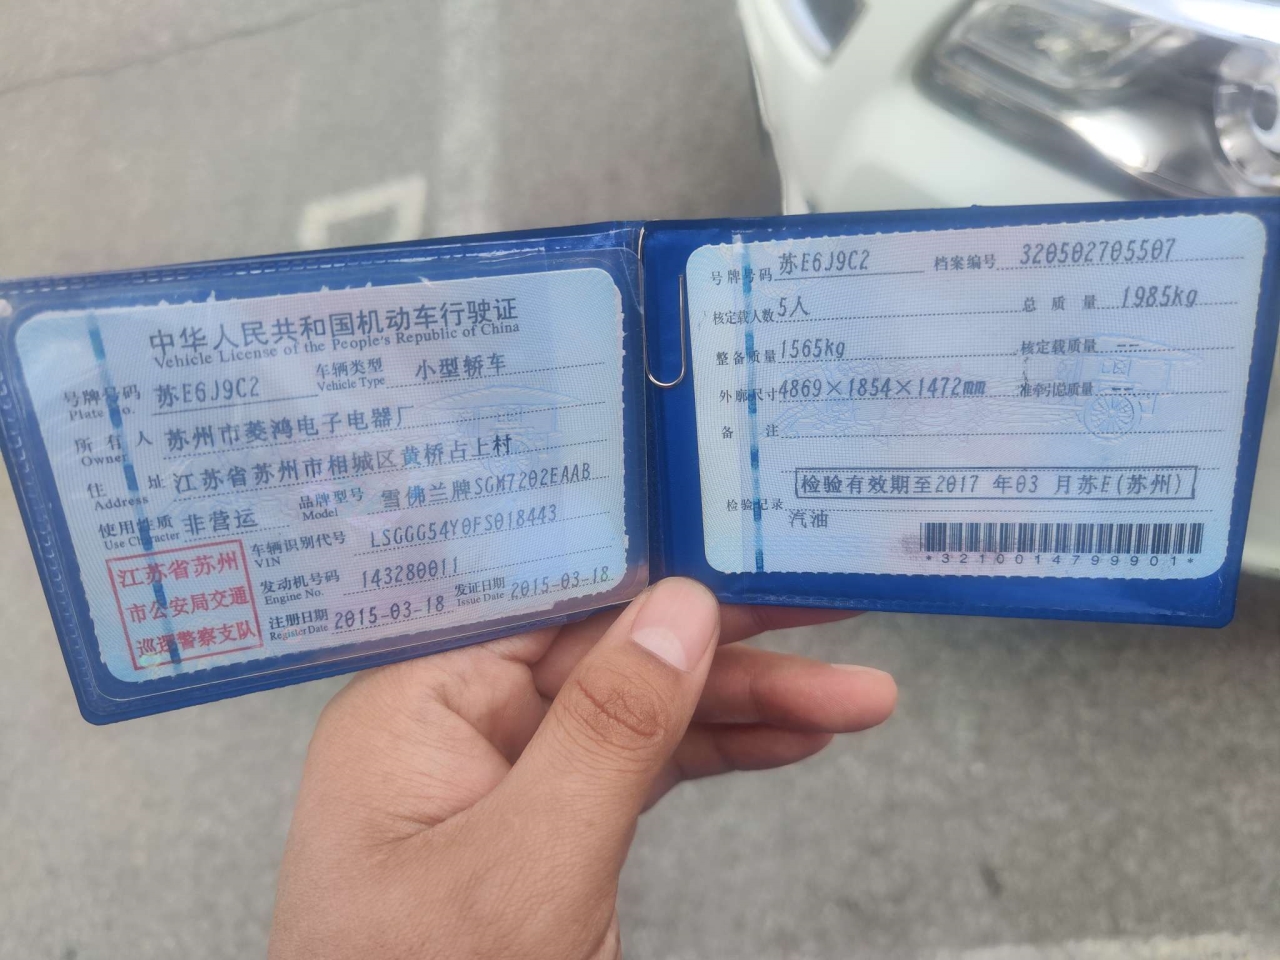 中华人民共和国机动车行驶证
Vehicle License of the People's Republic of China
号牌号码 苏E6J9C2 车辆类型 小型轿车
Plate No. Vehicle Type
所有人 苏州市菱鸿电子电器厂
Owner
住址 江苏省苏州市相城区黄桥占上村
Address
使用性质 非营运 品牌型号 雪佛兰牌SGM7202EAAB
Use Character Model
江苏省苏州
市公安局交通
巡逻警察支队
车辆识别代号 LSGGG54Y0FS018443
VIN
发动机号码 143280011
Engine No.
注册日期 2015-03-18 发证日期 2015-03-18
Register Date Issue Date
号牌号码 苏E6J9C2 档案编号 320502705507
核定载人数 5人 总质量 1985kg
整备质量 1565kg 核定载质量 --
外廓尺寸 4869×1854×1472mm 准牵引总质量 --
备注
检验有效期至2017 年03 月苏E(苏州)
检验记录
汽油
*3210014799901*